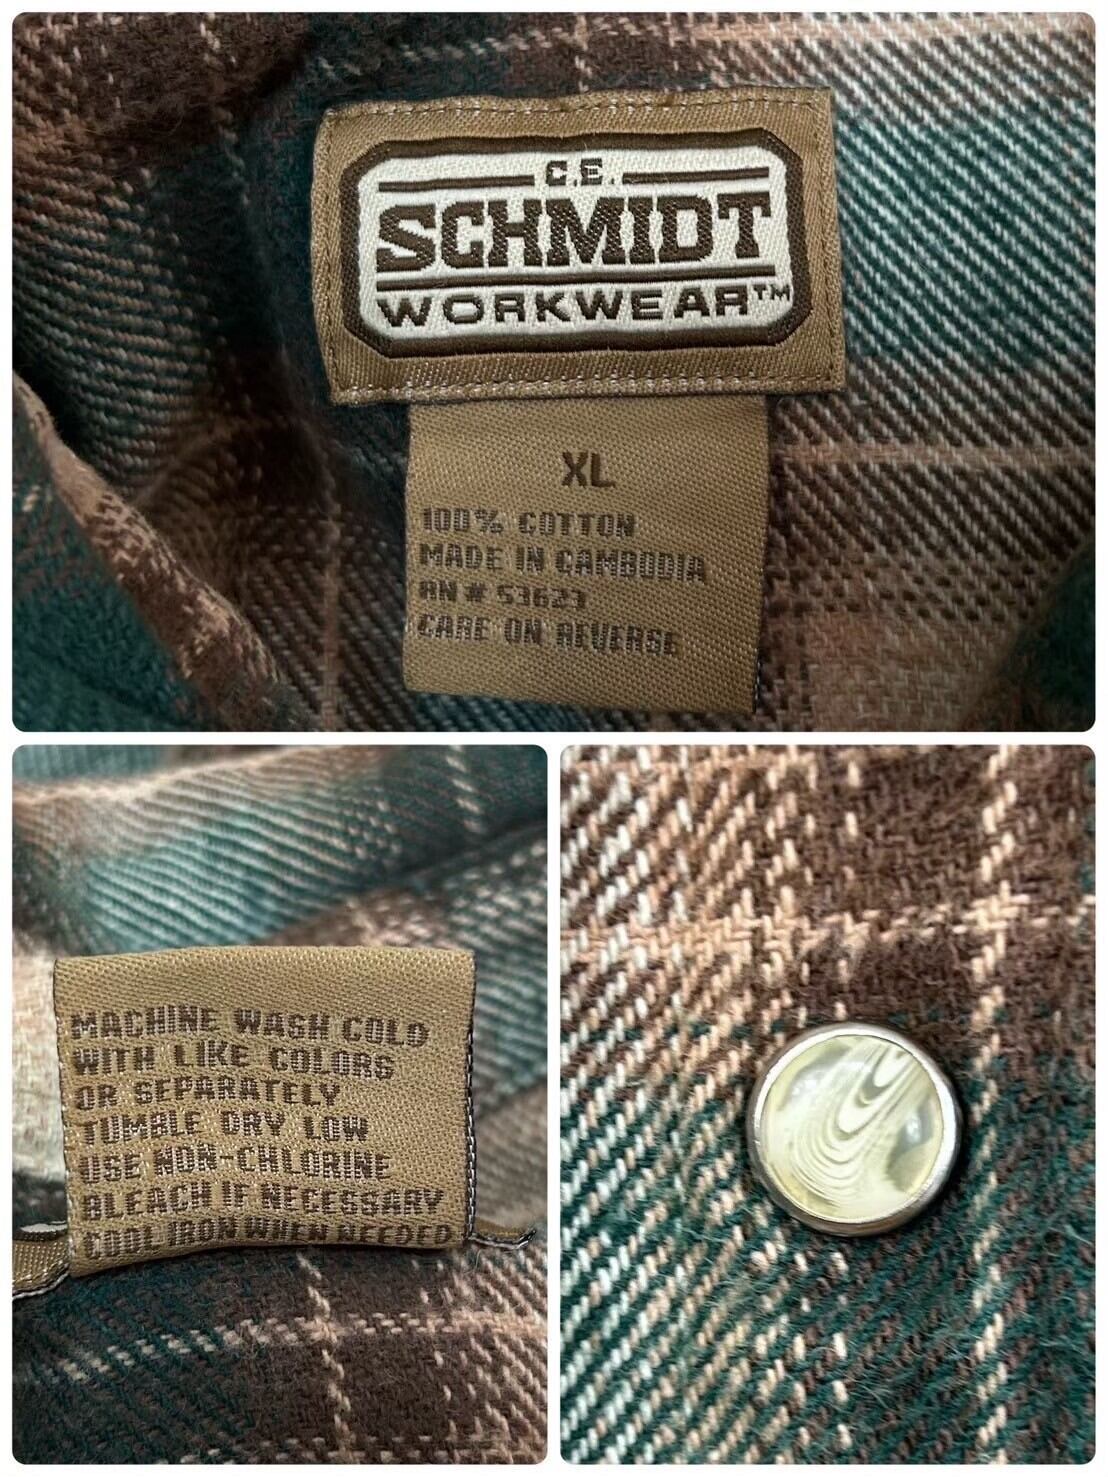 C.E.
SCHMIDT
WORKWEAR™
XL
100% COTTON
MADE IN CAMBODIA
RN# 53623
CARE ON REVERSE
MACHINE WASH COLD
WITH LIKE COLORS
OR SEPARATELY
TUMBLE DRY LOW
USE NON-CHLORINE
BLEACH IF NECESSARY
COOL IRON WHEN NEEDED